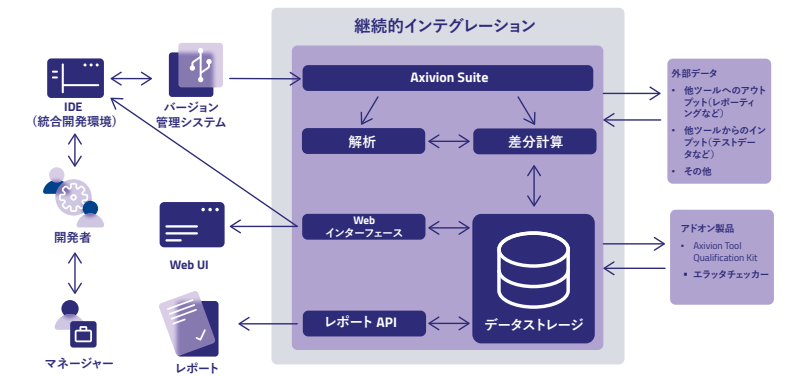 継続的インテグレーション
Axivion Suite
解析
差分計算
Web
インターフェース
レポート API
データストレージ
IDE
(統合開発環境)
バージョン
管理システム
開発者
マネージャー
Web UI
レポート
外部データ
• 他ツールへのアウト
プット(レポーティ
ングなど)
• 他ツールからのイン
プット(テストデー
タなど)
• その他
アドオン製品
• Axivion Tool
Qualification Kit
▪ エラッタチェッカー